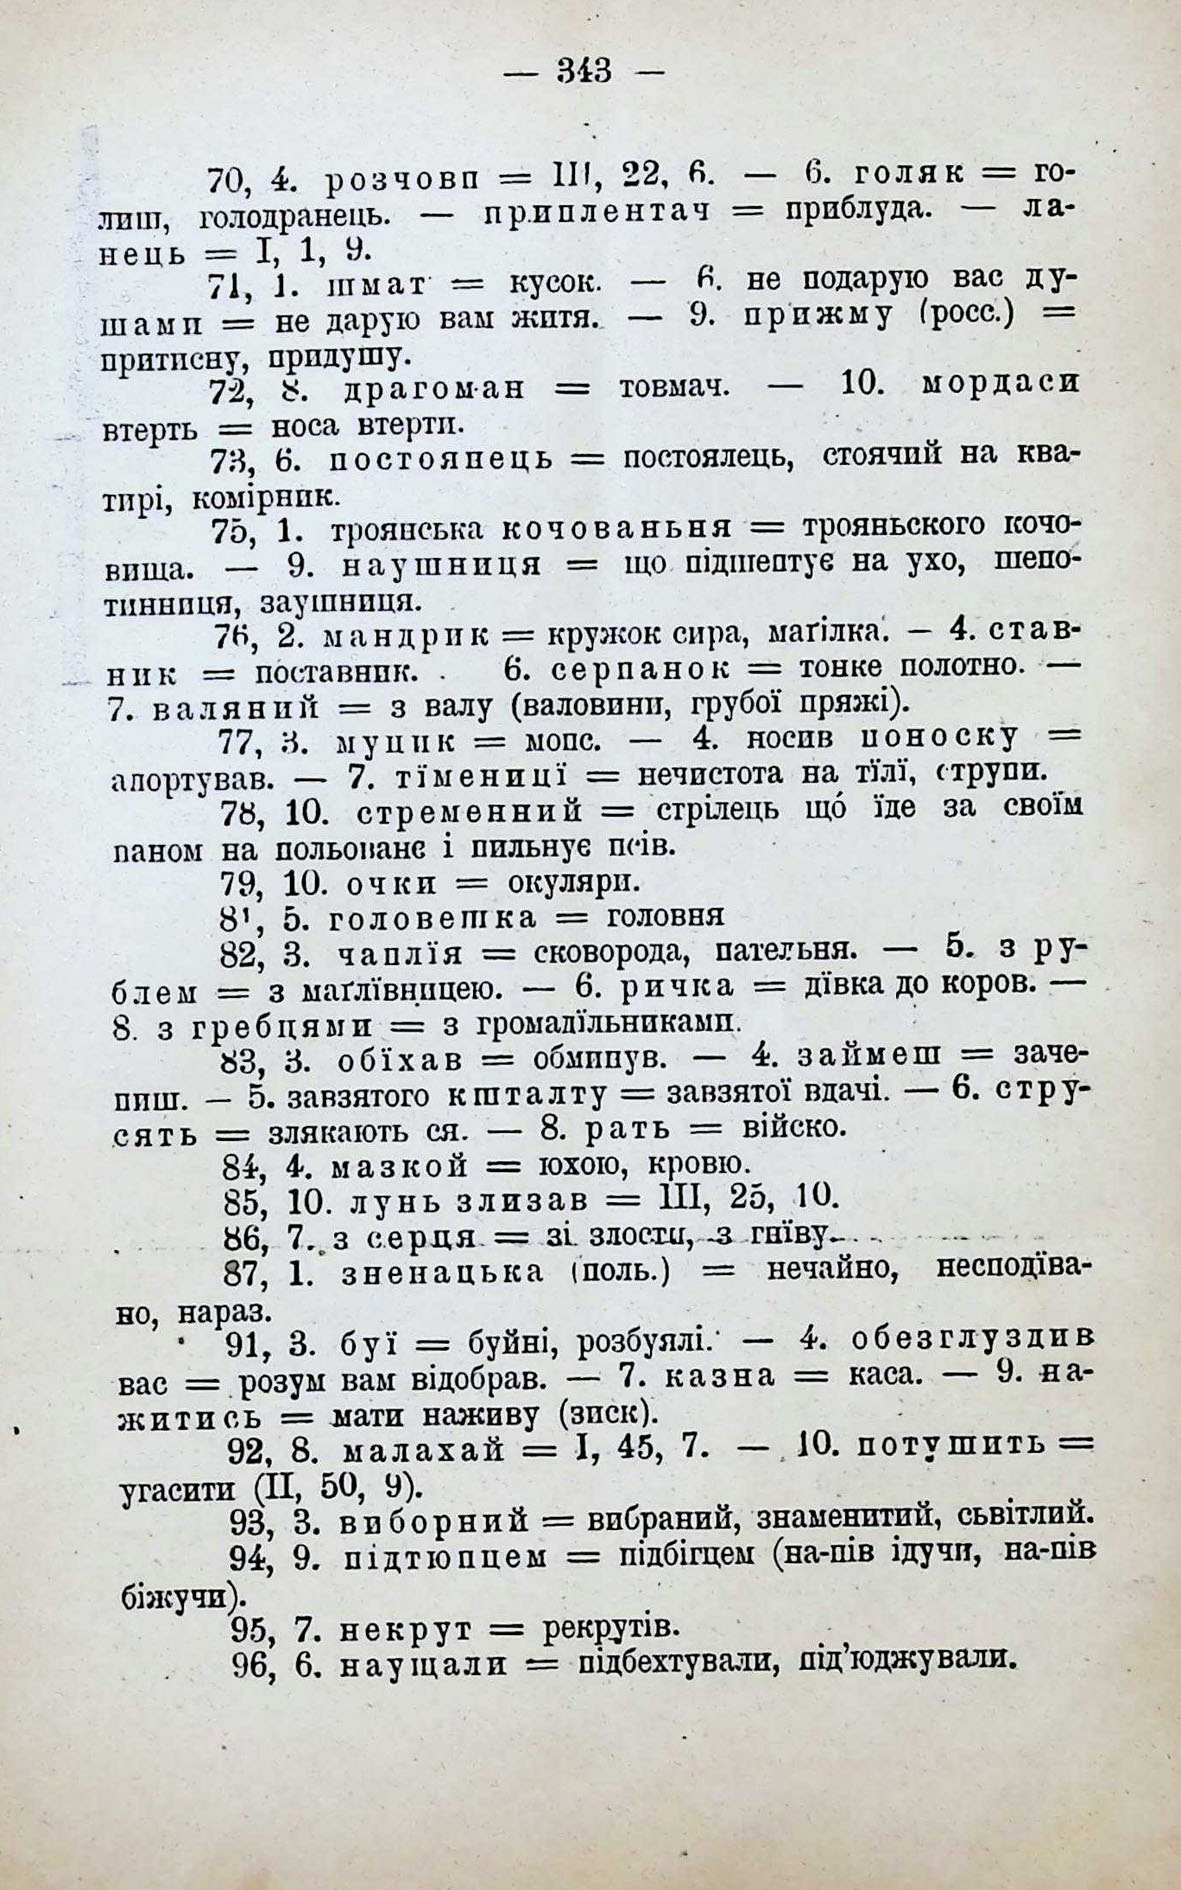 — 343 —
70, 4. розчовп = III, 22, 6. — 6. голяк = го-
лиш, голодранець. — приплентач = приблуда. — ла-
нець = I, 1, 9.
71, 1. шмат = кусок. — 6. не подарую вас ду-
шами = не дарую вам житя. — 9. прижму (росс.) =
притисну, придушу.
72, 8. драгоман = товмач. — 10. мордаси
втерть = носа втерти.
73, 6. постоянець = постоялець, стоячий на ква-
тирі, комірник.
75, 1. троянська кочованьня = трояньского кочо-
вища. — 9. наушниця = що підшептує на ухо, шепо-
тинниця, заушниця.
76, 2. мандрик = кружок сира, маґілка. — 4. став-
ник = поставник. 6. серпанок = тонке полотно. —
7. валяний = з валу (валовини, грубої пряжі).
77, 3. муцик = мопс. — 4. носив поноску =
апортував. — 7. тїмениції = нечистота на тїлї, струпи.
78, 10. стременний = стрілець що їде за своїм
паном на польованє і пильнує псів.
79, 10. очки = окуляри.
81, 5. головешка = головня
82, 3. чаплїя = сковорода, пательня. — 5. з ру-
блем = з маґлївницею. — 6. ричка = дївка до коров. —
8. з гребцями = з громадїльниками.
83, 3. обїхав = обминув. — 4. займеш = заче-
пиш. — 5. завзятого кшталту = завзятої вдачі. — 6. стру-
сять = злякають ся. — 8. рать = війско.
84, 4. мазкой = юхою, кровю.
85, 10. лунь злизав = III, 25, 10.
86, 7. з серця = зі злости, з гнїву.
87, 1. зненацька (поль.) = нечайно, несподїва-
но, нараз.
91, 3. буї = буйні, розбуялі. — 4. обезглуздив
вас = розум вам відобрав. — 7. казна = каса. — 9. на-
житись = мати наживу (зиск).
92, 8. малахай = I, 45, 7. — 10. потушить =
угасити (II, 50, 9).
93, 3. виборний = вибраний, знаменитий, сьвітлий.
94, 9. підтюпцем = підбігцем (на-пів ідучи, на-пів
біжучи).
95, 7. некрут = рекрутів.
96, 6. наущали = підбехтували, під’юджували.